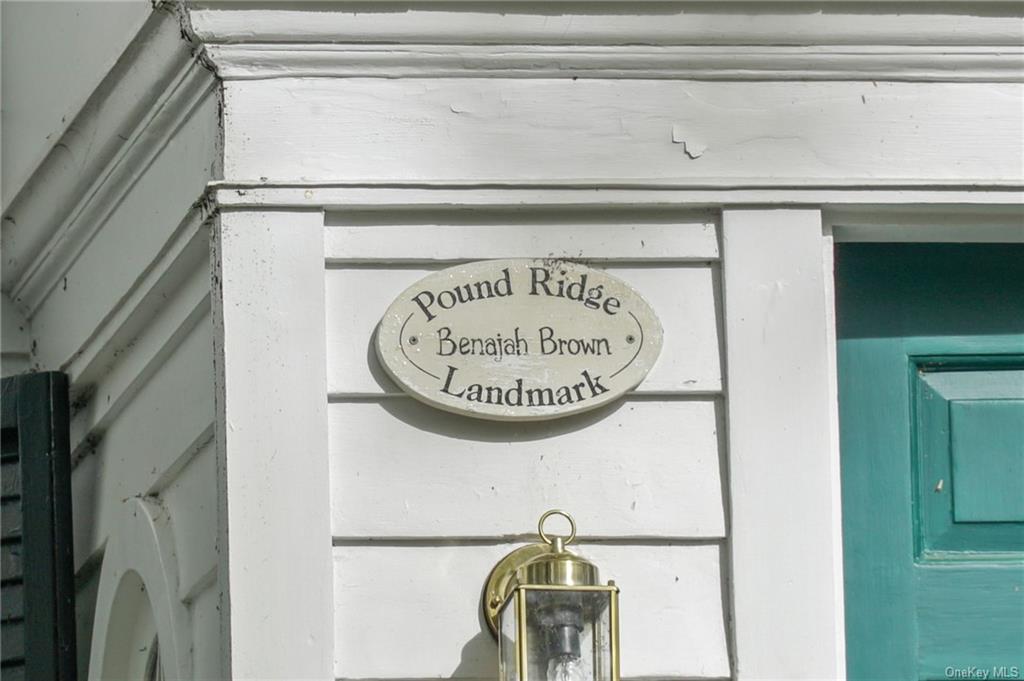 Pound Ridge
Benajah Brown
Landmark
OneKey MLS